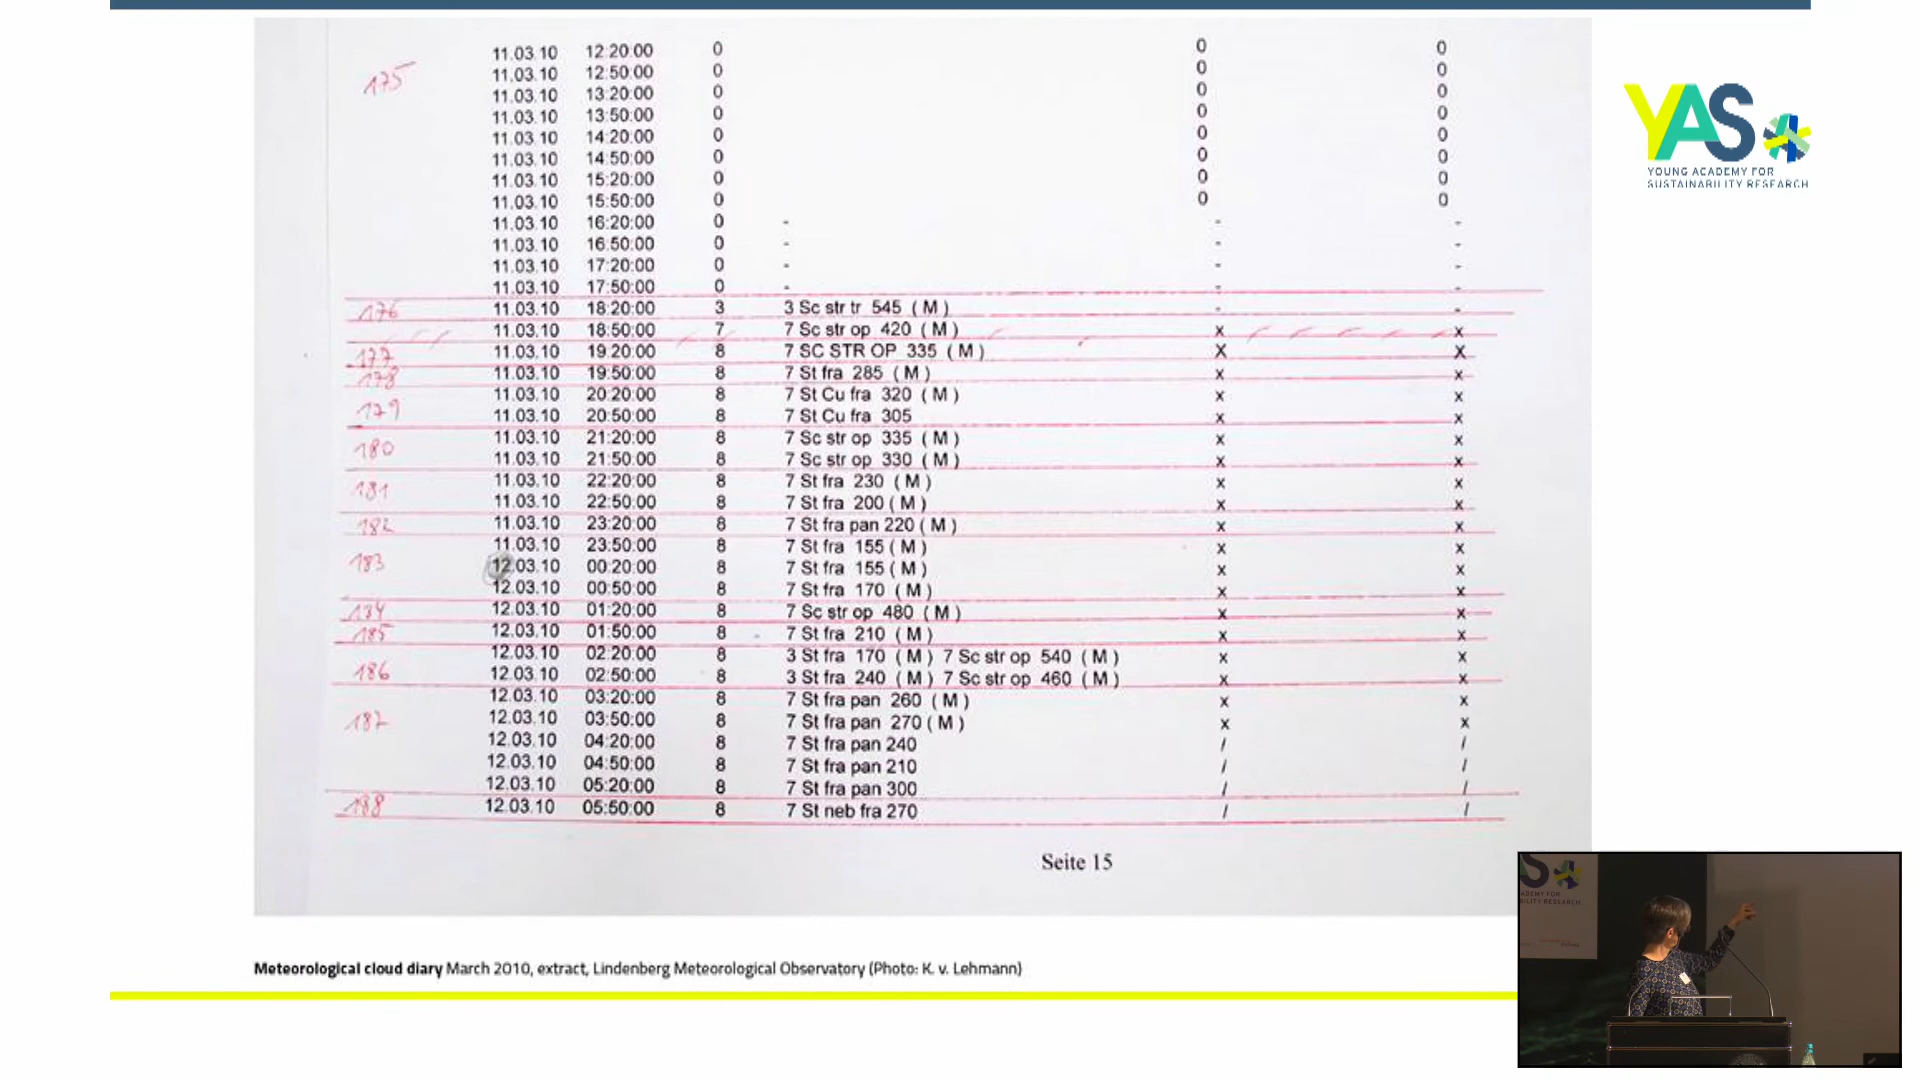 175
11.03.10 12:20:00 0 0 0
11.03.10 12:50:00 0 0 0
11.03.10 13:20:00 0 0 0
11.03.10 13:50:00 0 0 0
11.03.10 14:20:00 0 0 0
11.03.10 14:50:00 0 0 0
11.03.10 15:20:00 0 0 0
11.03.10 15:50:00 0 0 0
11.03.10 16:20:00 0 - - -
11.03.10 16:50:00 0 - - -
11.03.10 17:20:00 0 - - -
11.03.10 17:50:00 0 - - -
176 11.03.10 18:20:00 3 3 Sc str tr 545 ( M ) - -
11.03.10 18:50:00 7 7 Sc str op 420 ( M ) x x
177 11.03.10 19:20:00 8 7 SC STR OP 335 ( M ) X X
178 11.03.10 19:50:00 8 7 St fra 285 ( M ) x x
11.03.10 20:20:00 8 7 St Cu fra 320 ( M ) x x
179 11.03.10 20:50:00 8 7 St Cu fra 305 x x
11.03.10 21:20:00 8 7 Sc str op 335 ( M ) x x
180 11.03.10 21:50:00 8 7 Sc str op 330 ( M ) x x
11.03.10 22:20:00 8 7 St fra 230 ( M ) x x
181 11.03.10 22:50:00 8 7 St fra 200 ( M ) x x
182 11.03.10 23:20:00 8 7 St fra pan 220 ( M ) x x
11.03.10 23:50:00 8 7 St fra 155 ( M ) x x
183 12.03.10 00:20:00 8 7 St fra 155 ( M ) x x
12.03.10 00:50:00 8 7 St fra 170 ( M ) x x
184 12.03.10 01:20:00 8 7 Sc str op 480 ( M ) x x
185 12.03.10 01:50:00 8 7 St fra 210 ( M ) x x
12.03.10 02:20:00 8 3 St fra 170 ( M ) 7 Sc str op 540 ( M ) x x
186 12.03.10 02:50:00 8 3 St fra 240 ( M ) 7 Sc str op 460 ( M ) x x
12.03.10 03:20:00 8 7 St fra pan 260 ( M ) x x
187 12.03.10 03:50:00 8 7 St fra pan 270 ( M ) x x
12.03.10 04:20:00 8 7 St fra pan 240 / /
12.03.10 04:50:00 8 7 St fra pan 210 / /
12.03.10 05:20:00 8 7 St fra pan 300 / /
188 12.03.10 05:50:00 8 7 St neb fra 270 / /
Seite 15
Meteorological cloud diary March 2010, extract, Lindenberg Meteorological Observatory (Photo: K. v. Lehmann)
YAS
YOUNG ACADEMY FOR
SUSTAINABILITY RESEARCH